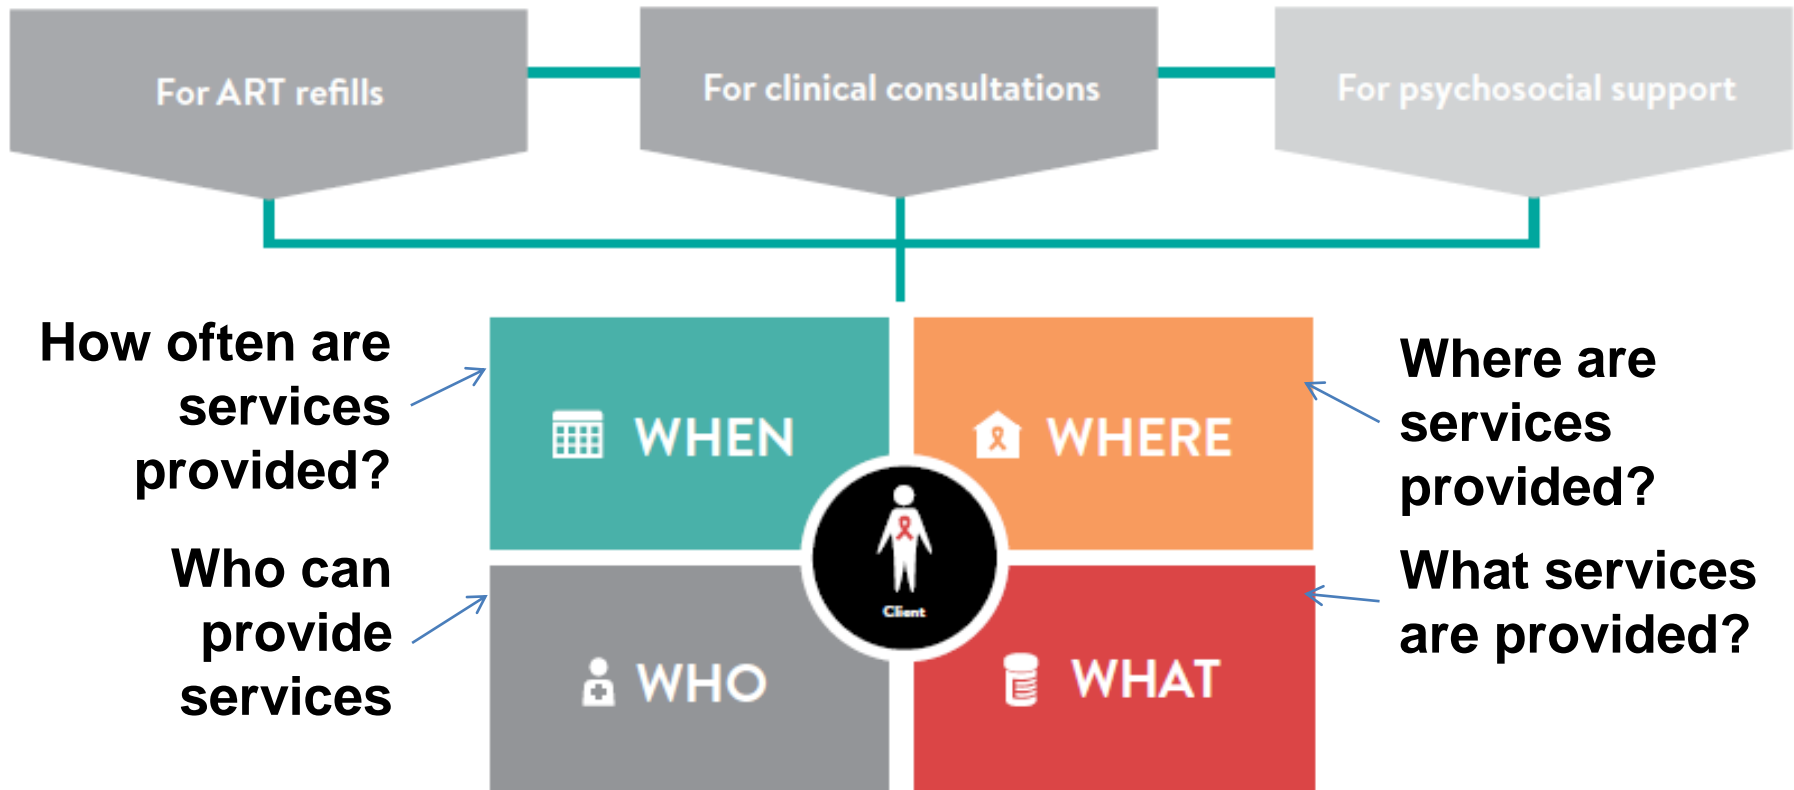 For ART refills
For clinical consultations
For psychosocial support
How often are
services
provided?
WHEN
WHERE
Where are
services
provided?
Who can
provide
services
Client
WHO
WHAT
What services
are provided?